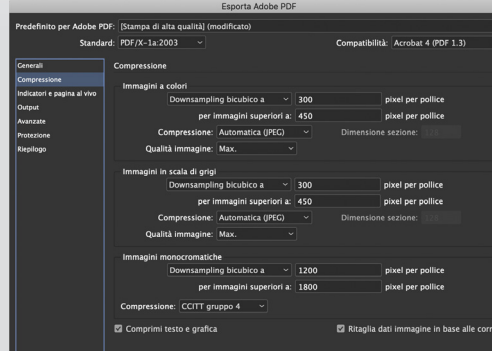 Esporta Adobe PDF
Predefinito per Adobe PDF: [Stampa di alta qualità] (modificato)
Standard: PDF/X-1a:2003 Compatibilità: Acrobat 4 (PDF 1.3)
Generali
Compressione
Indicatori e pagina al vivo
Output
Avanzate
Protezione
Riepilogo
Compressione
Immagini a colori
Downsampling bicubico a 300 pixel per pollice
per immagini superiori a: 450 pixel per pollice
Compressione: Automatica (JPEG) Dimensione sezione: 128
Qualità immagine: Max.
Immagini in scala di grigi
Downsampling bicubico a 300 pixel per pollice
per immagini superiori a: 450 pixel per pollice
Compressione: Automatica (JPEG) Dimensione sezione: 128
Qualità immagine: Max.
Immagini monocromatiche
Downsampling bicubico a 1200 pixel per pollice
per immagini superiori a: 1800 pixel per pollice
Compressione: CCITT gruppo 4
Comprimi testo e grafica Ritaglia dati immagine in base alle corn